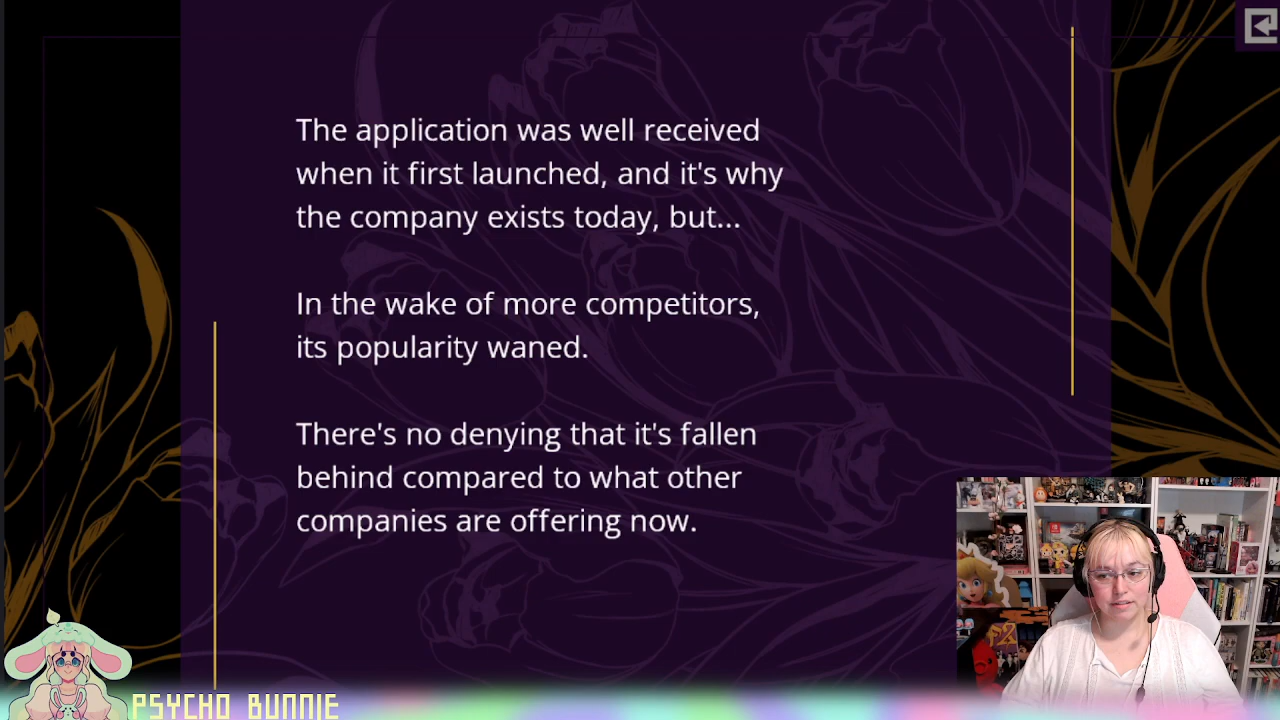 The application was well received
when it first launched, and it's why
the company exists today, but...
In the wake of more competitors,
its popularity waned.
There's no denying that it's fallen
behind compared to what other
companies are offering now.
PSYCHO BUNNIE